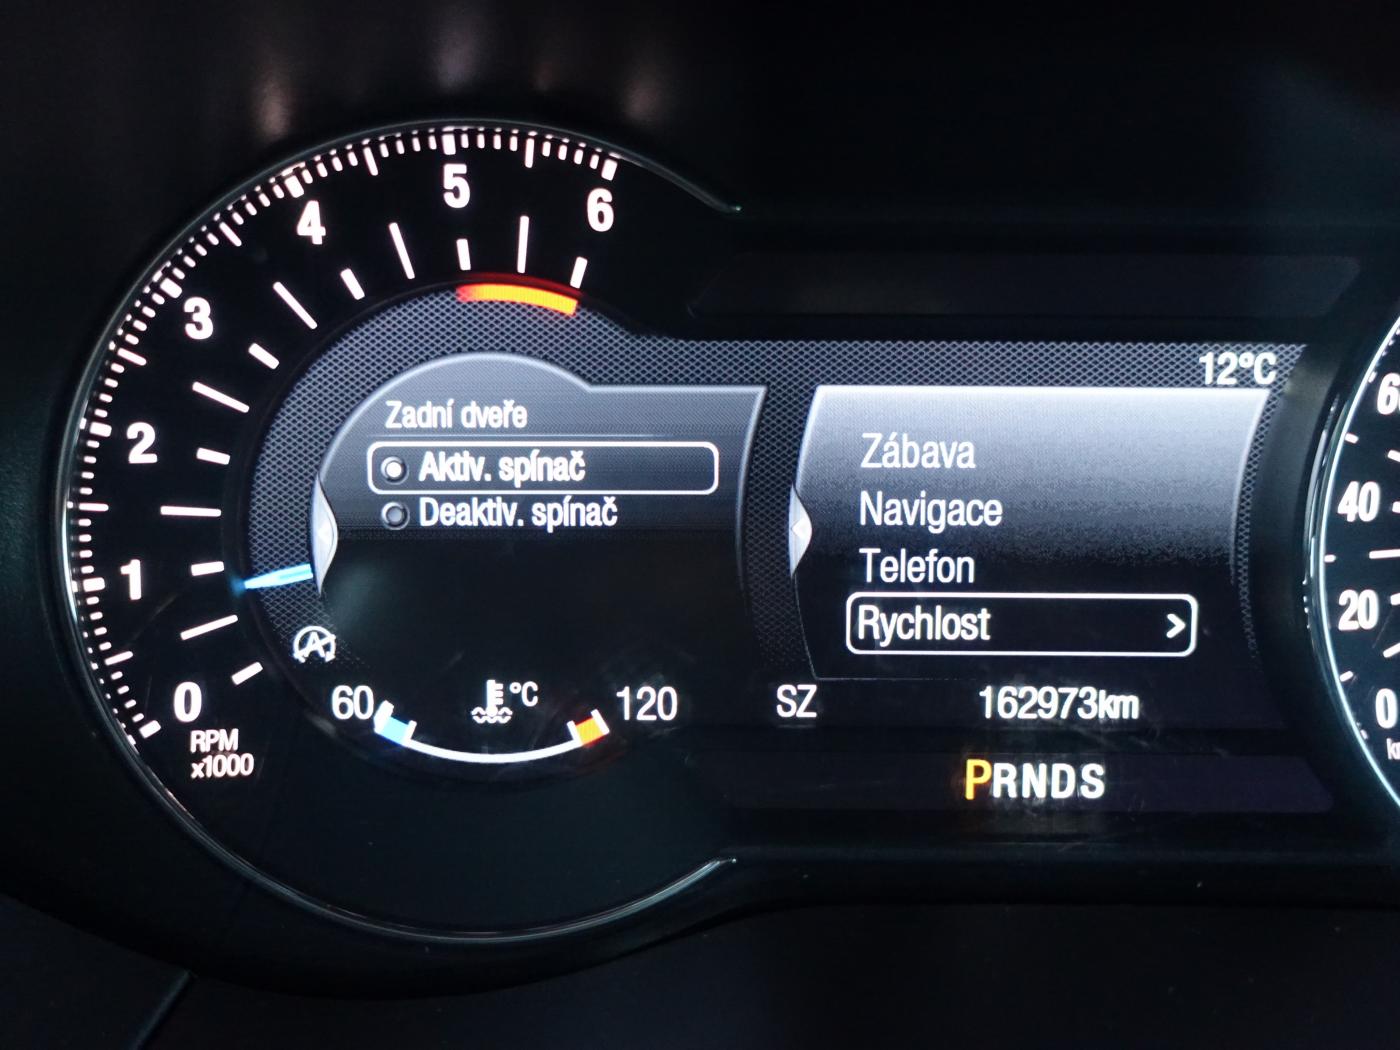 6
5
4
3
2
1
0
RPM
x1000
Zadní dveře
Aktiv. spínač
Deaktiv. spínač
60
°C
120
12°C
Zábava
Navigace
Telefon
Rychlost
SZ
162973km
PRNDS
40
20
0